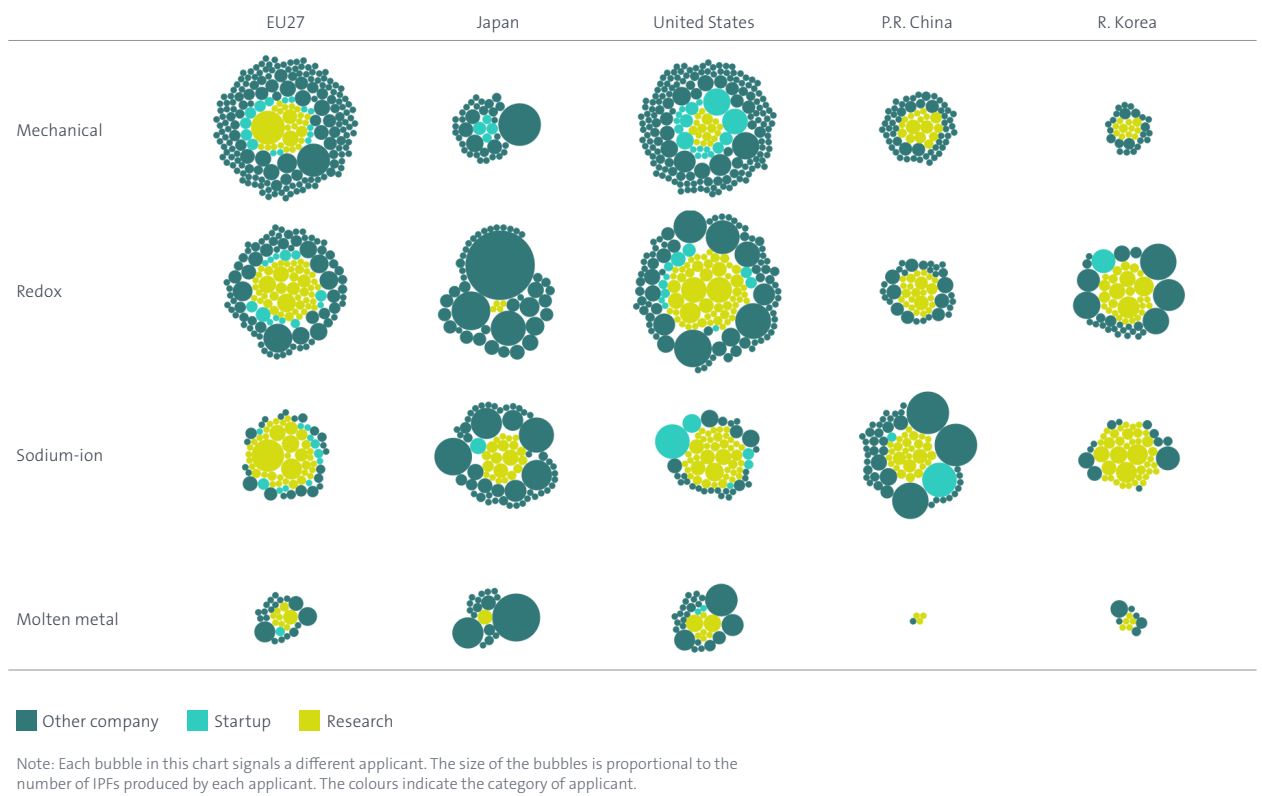 EU27 Japan United States P.R. China R. Korea
Mechanical
Redox
Sodium-ion
Molten metal
Other company Startup Research
Note: Each bubble in this chart signals a different applicant. The size of the bubbles is proportional to the
number of IPFs produced by each applicant. The colours indicate the category of applicant.